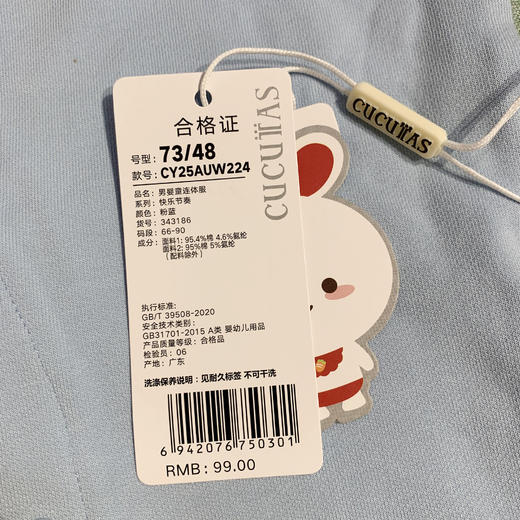 合格证
号型: 73/48
款号: CY25AUW224
品名: 男婴童连体服
系列: 快乐节奏
颜色: 粉蓝
货号: 343186
码段: 66-90
成分: 面料1: 95.4%棉 4.6%氨纶
面料2: 95%棉 5%氨纶
(配料除外)
执行标准:
GB/T 39508-2020
安全技术类别:
GB31701-2015 A类 婴幼儿用品
产品质量等级: 合格品
检验员: 06
产地: 广东
洗涤保养说明: 见耐久标签 不可干洗
6 942076 750301
RMB: 99.00
CUCUTAS
CUCUTAS